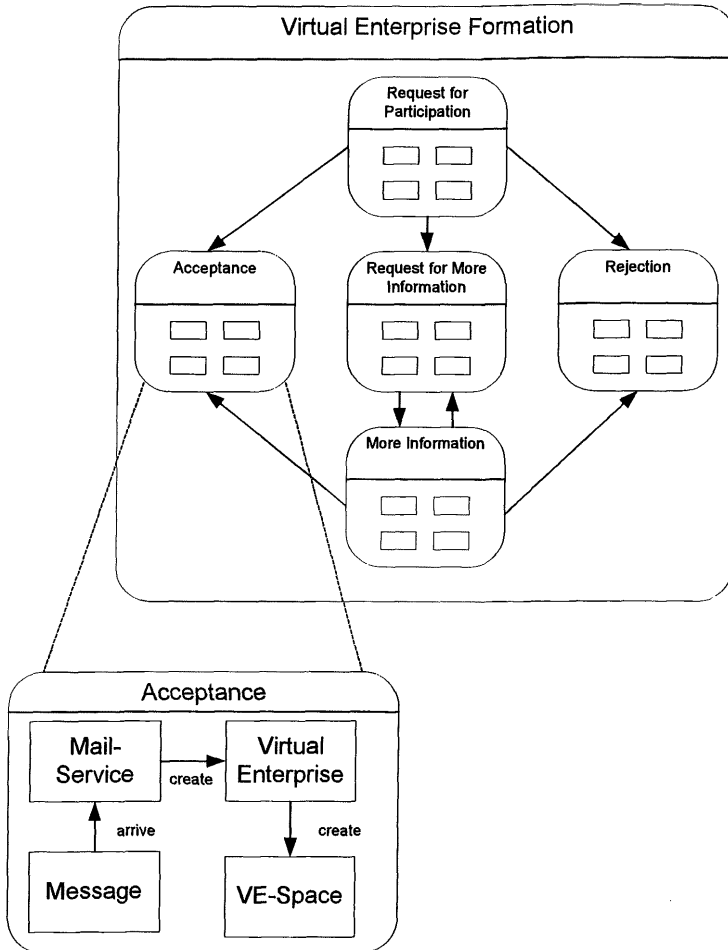 Virtual Enterprise Formation
Request for
Participation
Acceptance
Request for More
Information
Rejection
More Information
Acceptance
Mail-
Service
create
Virtual
Enterprise
arrive
create
Message
VE-Space